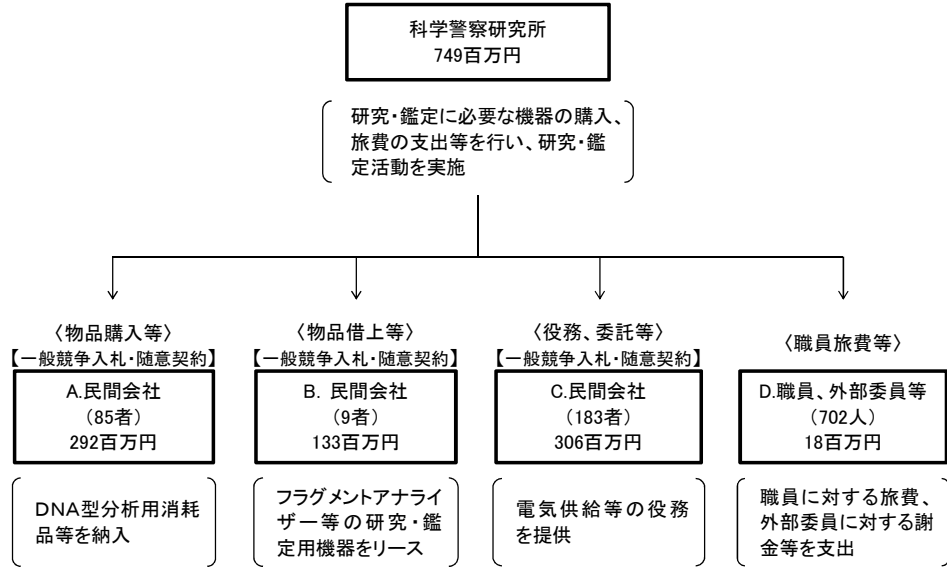 科学警察研究所
749百万円
研究・鑑定に必要な機器の購入、
旅費の支出等を行い、研究・鑑
定活動を実施
〈物品購入等〉
【一般競争入札・随意契約】
A.民間会社
(85者)
292百万円
DNA型分析用消耗
品等を納入
〈物品借上等〉
【一般競争入札・随意契約】
B. 民間会社
(9者)
133百万円
フラグメントアナライ
ザー等の研究・鑑
定用機器をリース
〈役務、委託等〉
【一般競争入札・随意契約】
C.民間会社
(183者)
306百万円
電気供給等の役務
を提供
〈職員旅費等〉
D.職員、外部委員等
(702人)
18百万円
職員に対する旅費、
外部委員に対する謝
金等を支出